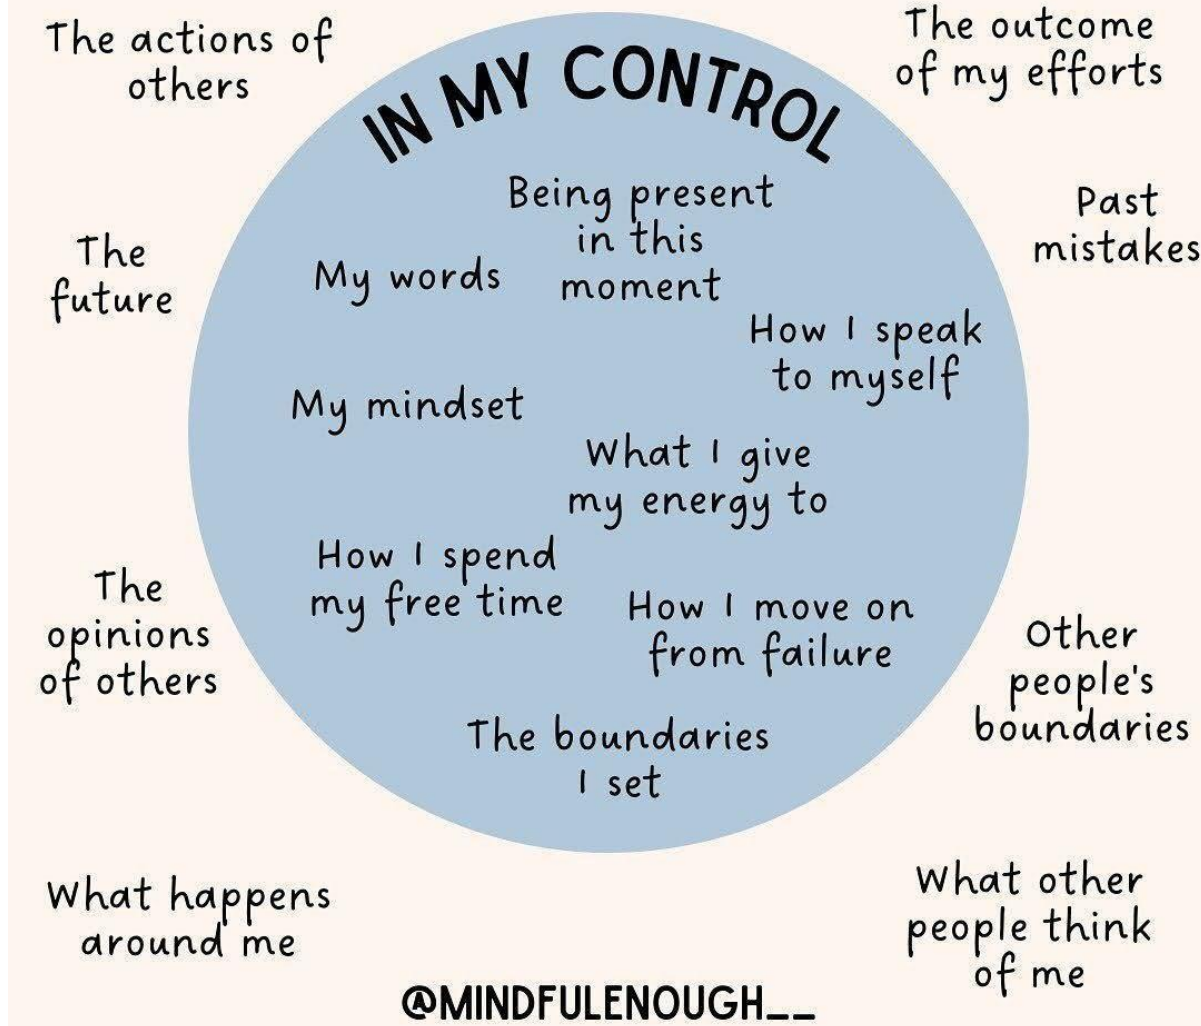 The actions of
others
The outcome
of my efforts
IN MY CONTROL
Being present
in this
moment
My words
The
future
Past
mistakes
How I speak
to myself
My mindset
What I give
my energy to
How I spend
my free time
How I move on
from failure
The
opinions
of others
Other
people's
boundaries
The boundaries
I set
What happens
around me
What other
people think
of me
@MINDFULENOUGH__